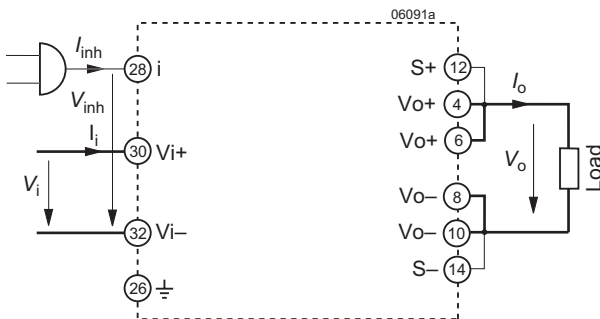 06091a
Iinh
28 i
Vinh
Ii
30 Vi+
Vi
32 Vi–
26
S+ 12
Vo+ 4
Io
Vo+ 6
Vo
Load
Vo– 8
Vo– 10
S– 14